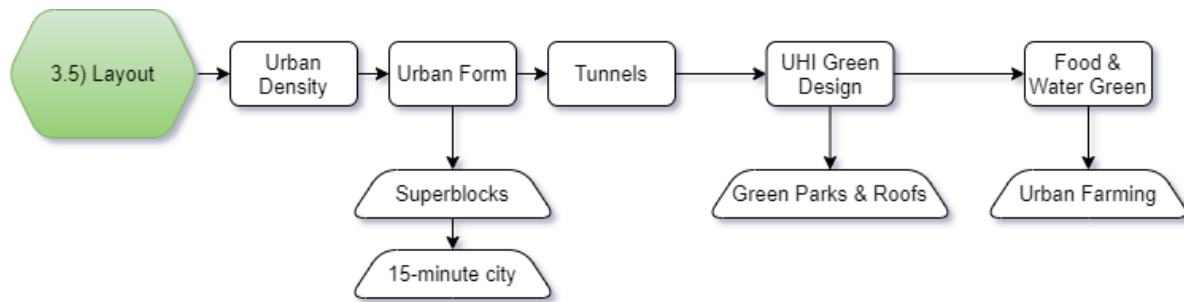 3.5) Layout
Urban
Density
Urban Form
Tunnels
UHI Green
Design
Food &
Water Green
Superblocks
Green Parks & Roofs
Urban Farming
15-minute city